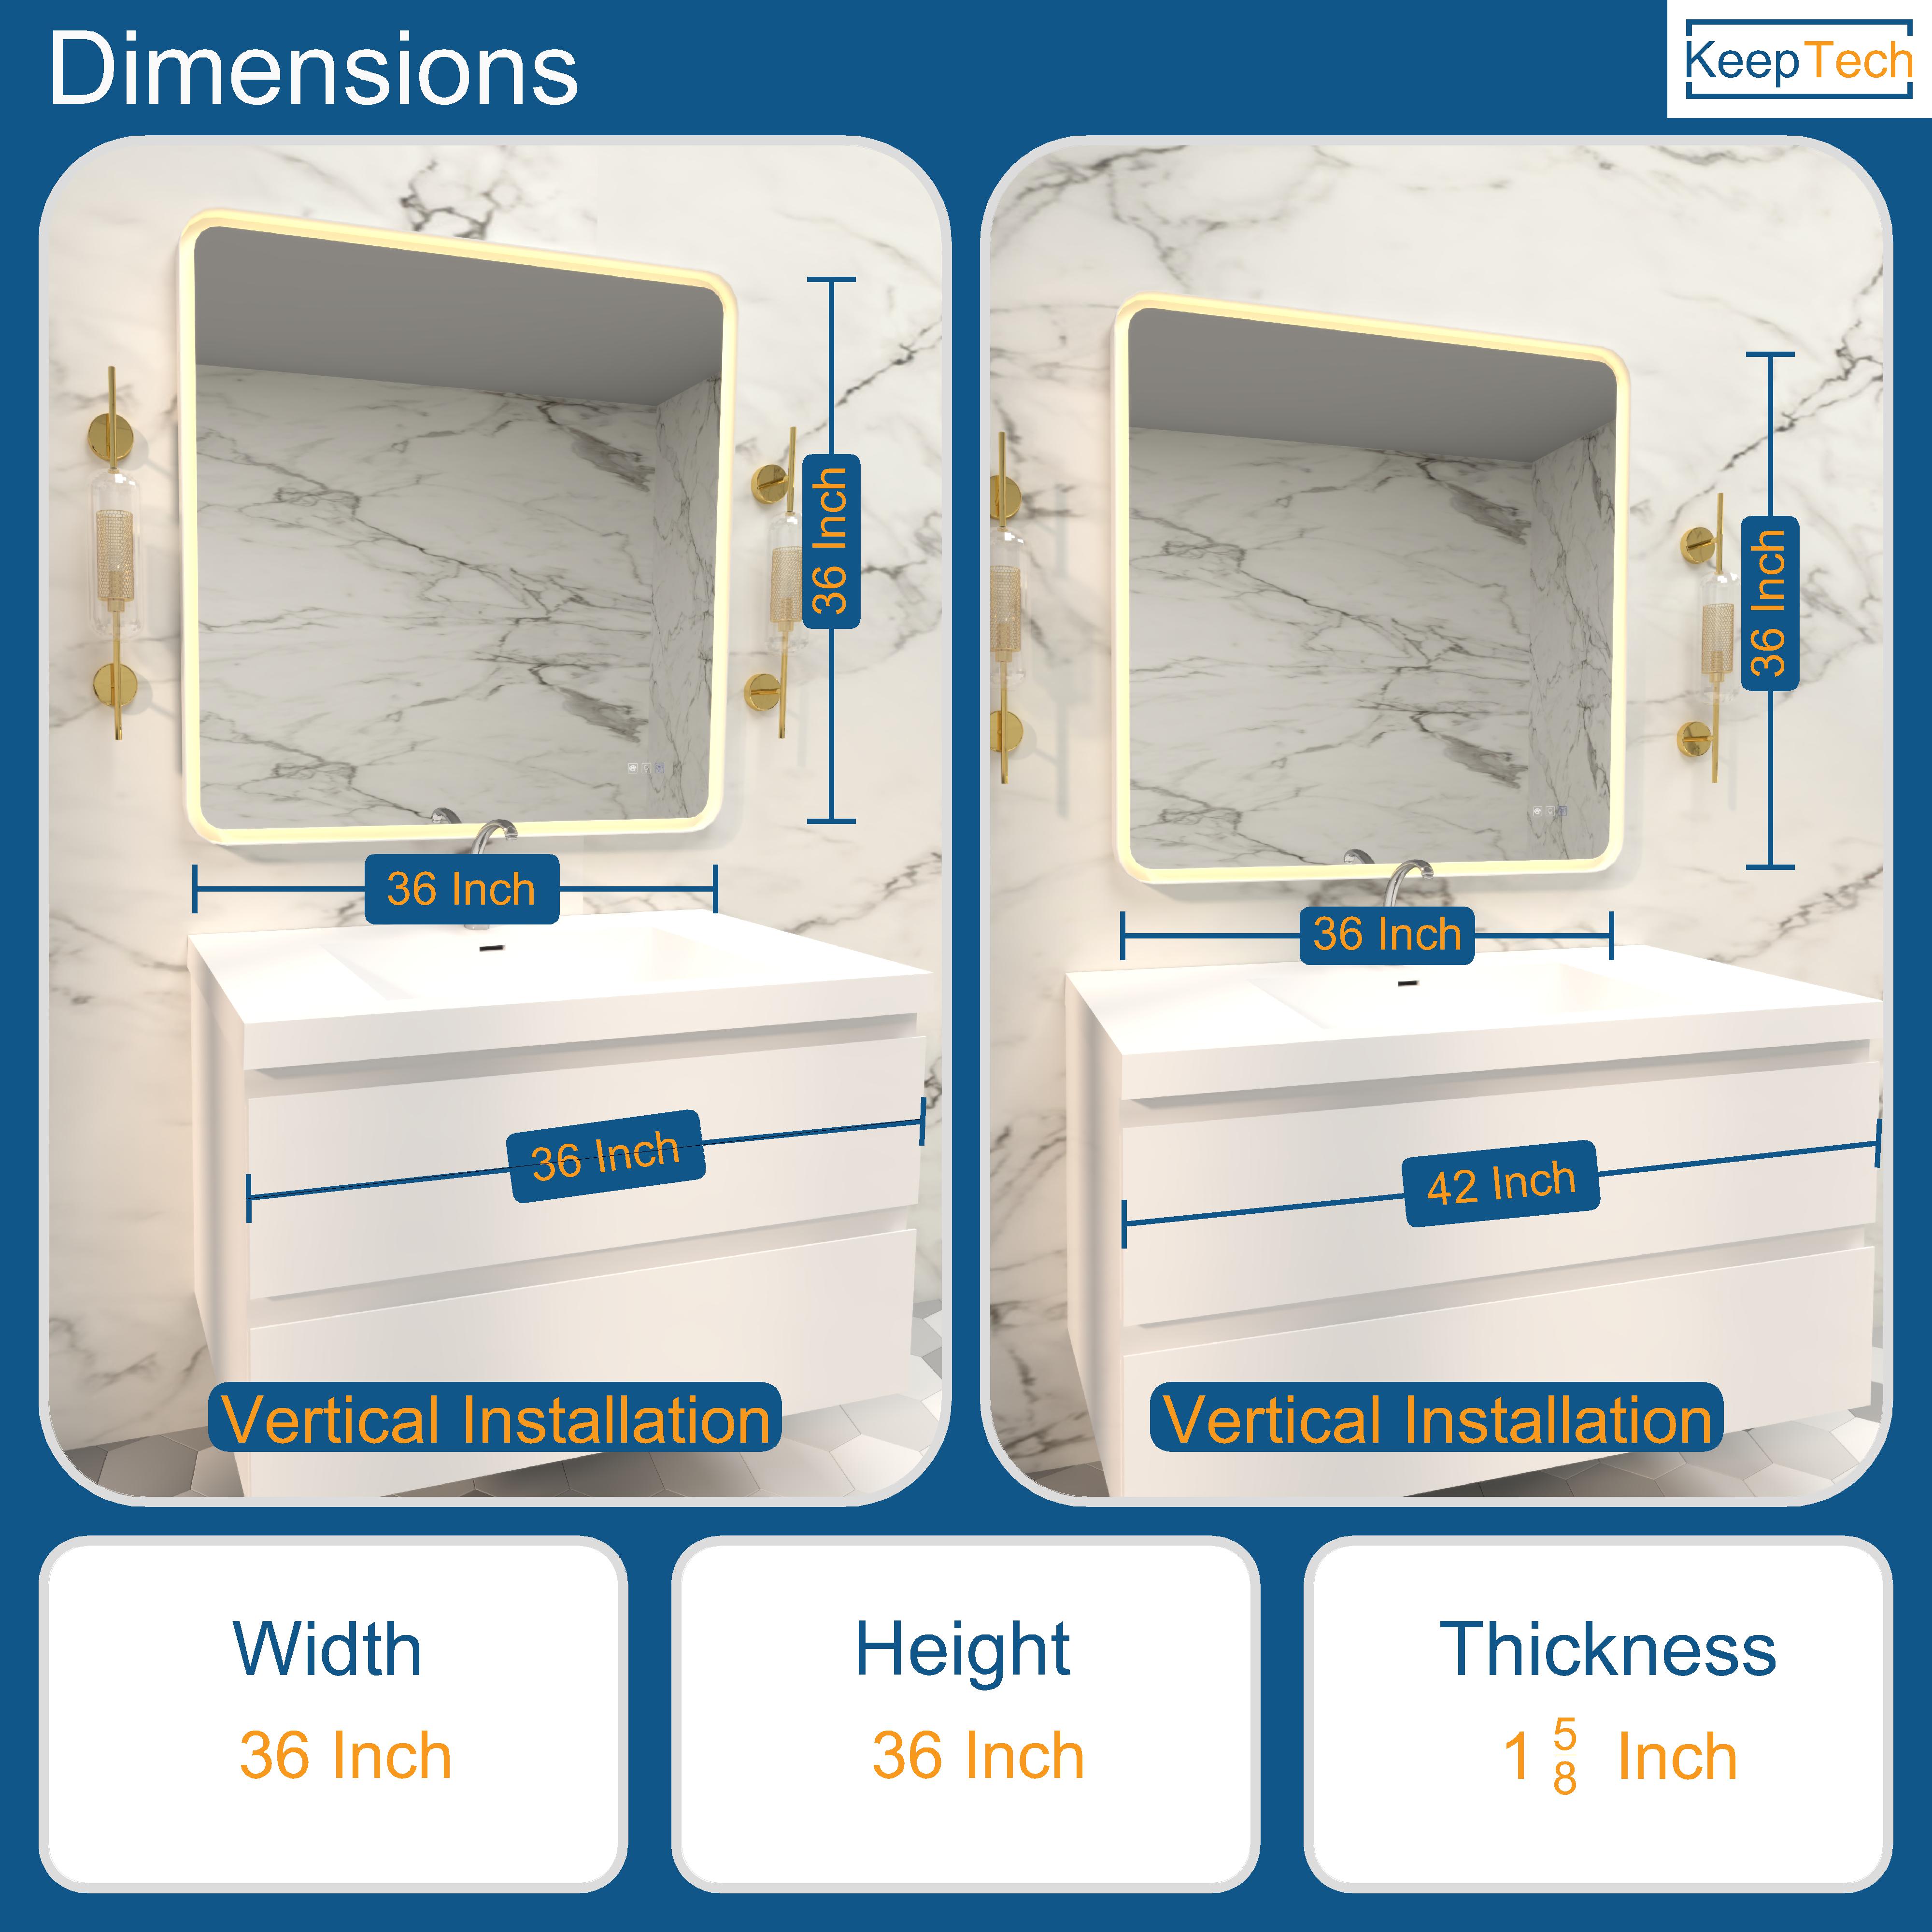 Dimensions
KeepTech
36 Inch
36 Inch
36 Inch
Vertical Installation
36 Inch
36 Inch
42 Inch
Vertical Installation
Width
36 Inch
Height
36 Inch
Thickness
1 5/8 Inch